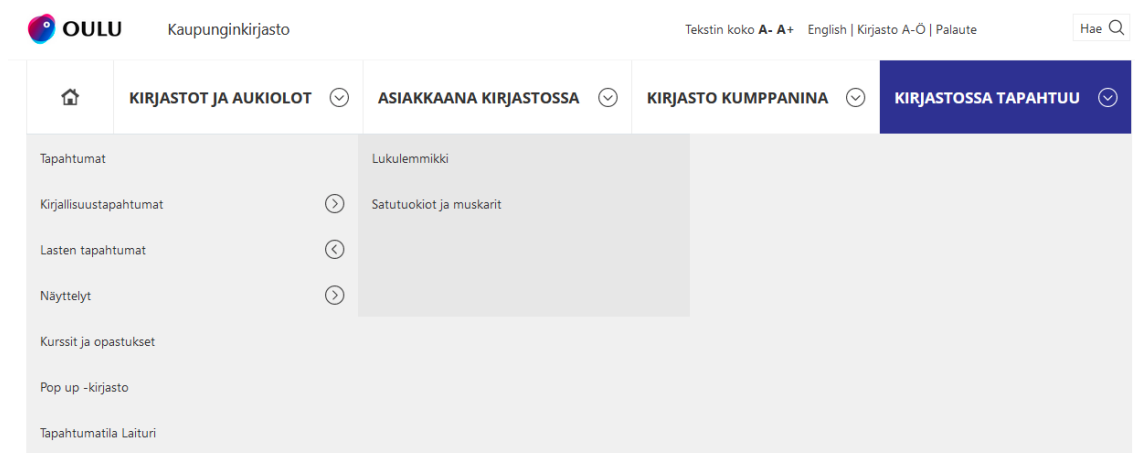 OULU Kaupunginkirjasto Tekstin koko A- A+ English | Kirjasto A-Ö | Palaute Hae
KIRJASTOT JA AUKIOLOT ASIAKKAANA KIRJASTOSSA KIRJASTO KUMPPANINA KIRJASTOSSA TAPAHTUU
Tapahtumat
Kirjallisuustapahtumat
Lasten tapahtumat
Näyttelyt
Kurssit ja opastukset
Pop up -kirjasto
Tapahtumatila Laituri
Lukulemmikki
Satutuokiot ja muskarit